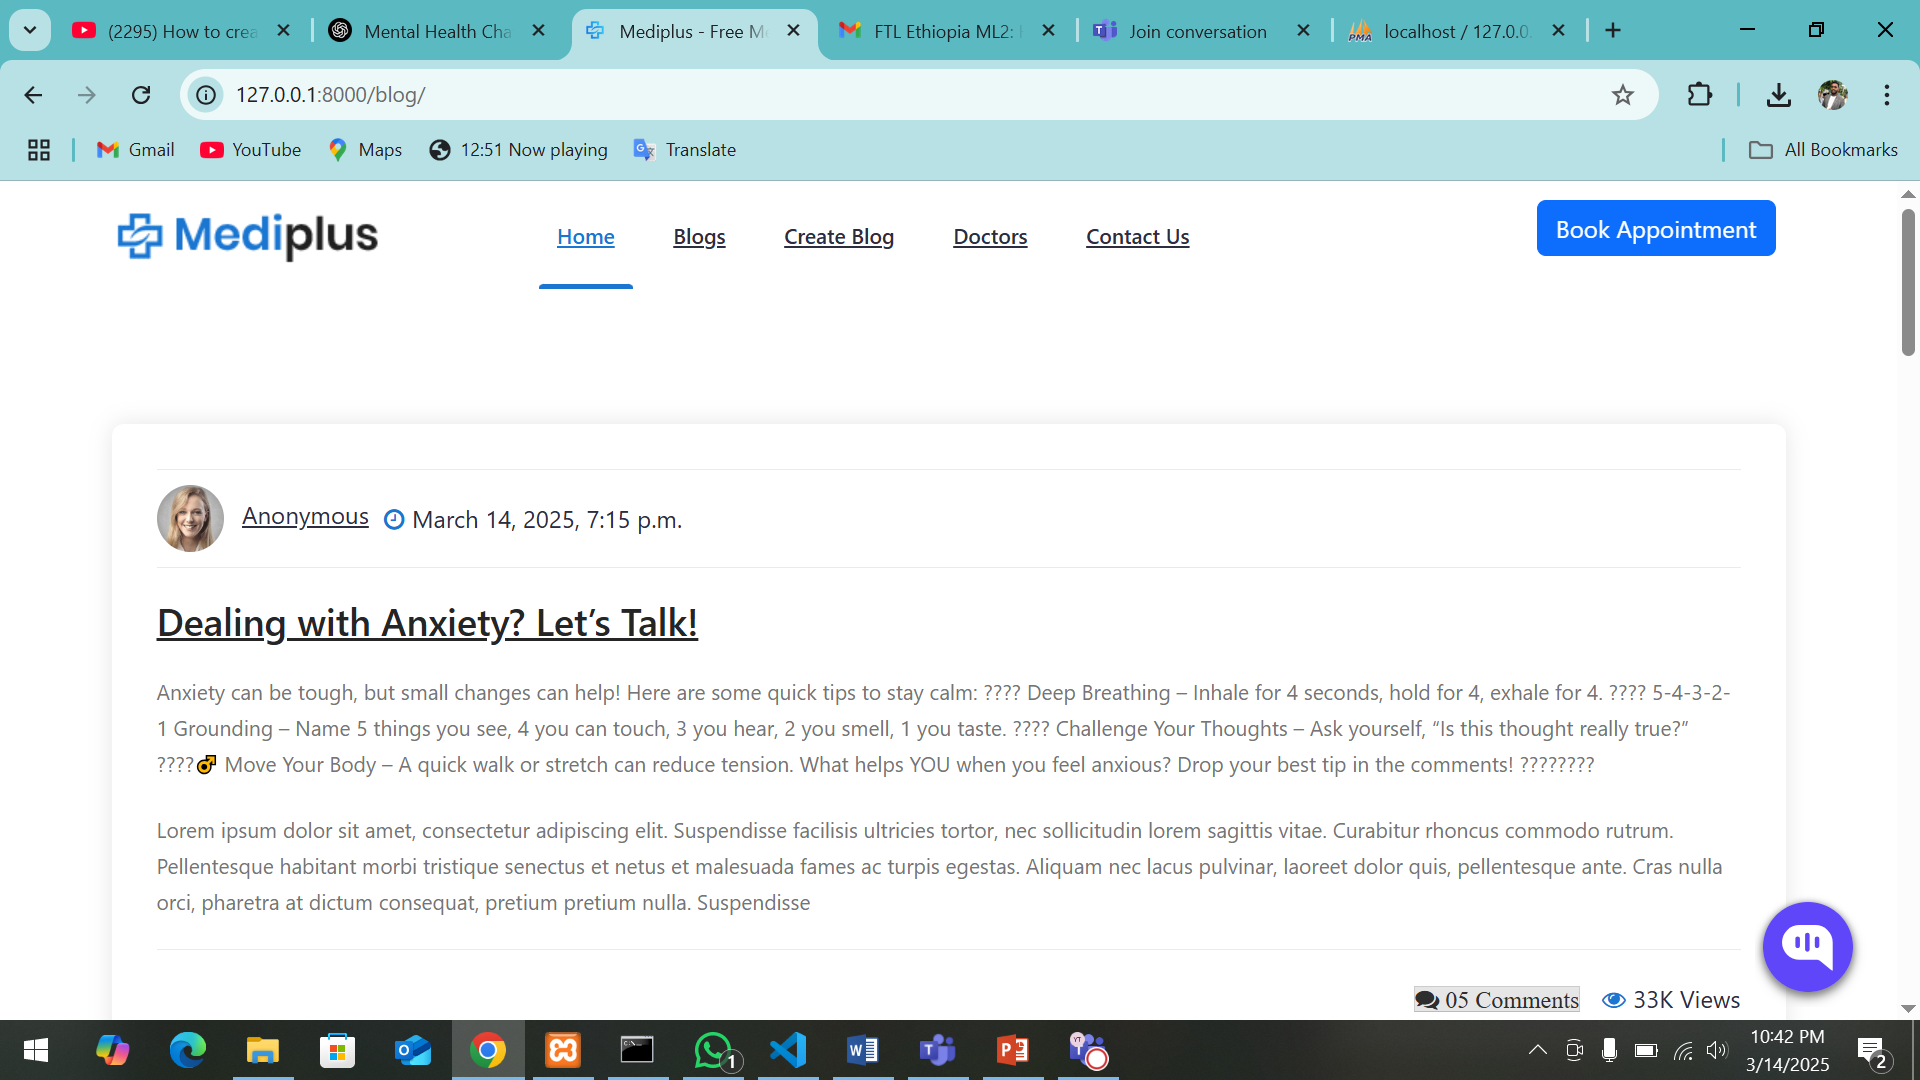 (2295) How to crea
Mental Health Cha
Mediplus - Free Me
FTL Ethiopia ML2:
Join conversation
localhost / 127.0.0.
127.0.0.1:8000/blog/
Gmail
YouTube
Maps
12:51 Now playing
Translate
All Bookmarks
Mediplus
Home
Blogs
Create Blog
Doctors
Contact Us
Book Appointment
Anonymous
March 14, 2025, 7:15 p.m.
Dealing with Anxiety? Let’s Talk!
Anxiety can be tough, but small changes can help! Here are some quick tips to stay calm: ???? Deep Breathing – Inhale for 4 seconds, hold for 4, exhale for 4. ???? 5-4-3-2-
1 Grounding – Name 5 things you see, 4 you can touch, 3 you hear, 2 you smell, 1 you taste. ???? Challenge Your Thoughts – Ask yourself, “Is this thought really true?”
????♂ Move Your Body – A quick walk or stretch can reduce tension. What helps YOU when you feel anxious? Drop your best tip in the comments! ????????
Lorem ipsum dolor sit amet, consectetur adipiscing elit. Suspendisse facilisis ultricies tortor, nec sollicitudin lorem sagittis vitae. Curabitur rhoncus commodo rutrum.
Pellentesque habitant morbi tristique senectus et netus et malesuada fames ac turpis egestas. Aliquam nec lacus pulvinar, laoreet dolor quis, pellentesque ante. Cras nulla
orci, pharetra at dictum consequat, pretium pretium nulla. Suspendisse
05 Comments
33K Views
1
10:42 PM
3/14/2025
2